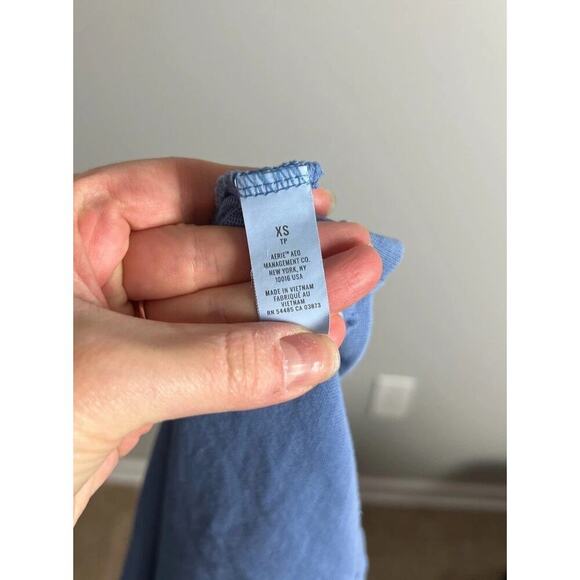 XS
TP
AERIE™ AEO
MANAGEMENT CO.
NEW YORK, NY
10016 USA
MADE IN VIETNAM
FABRIQUÉ AU
VIETNAM
RN 54485 CA 03873